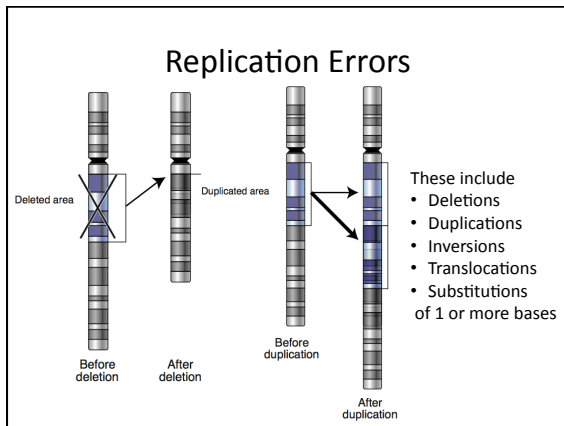 Replication Errors
Deleted area
Before
deletion
After
deletion
Duplicated area
Before
duplication
After
duplication
These include
• Deletions
• Duplications
• Inversions
• Translocations
• Substitutions
of 1 or more bases